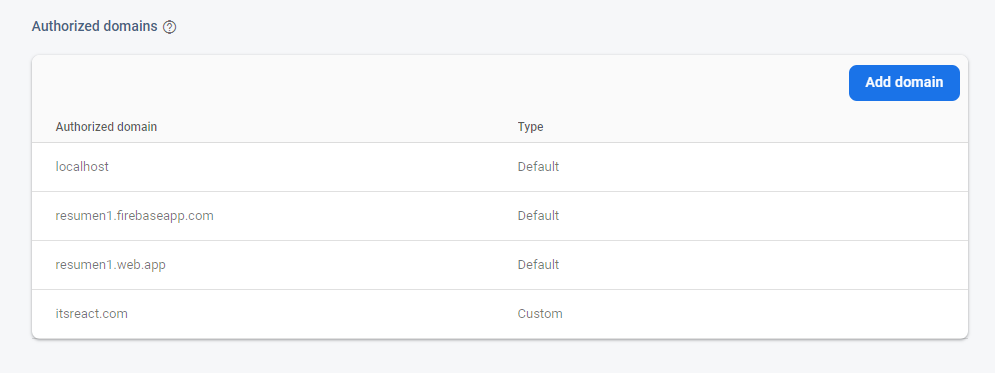 Authorized domains
Add domain
Authorized domain Type
localhost Default
resumen1.firebaseapp.com Default
resumen1.web.app Default
itsreact.com Custom